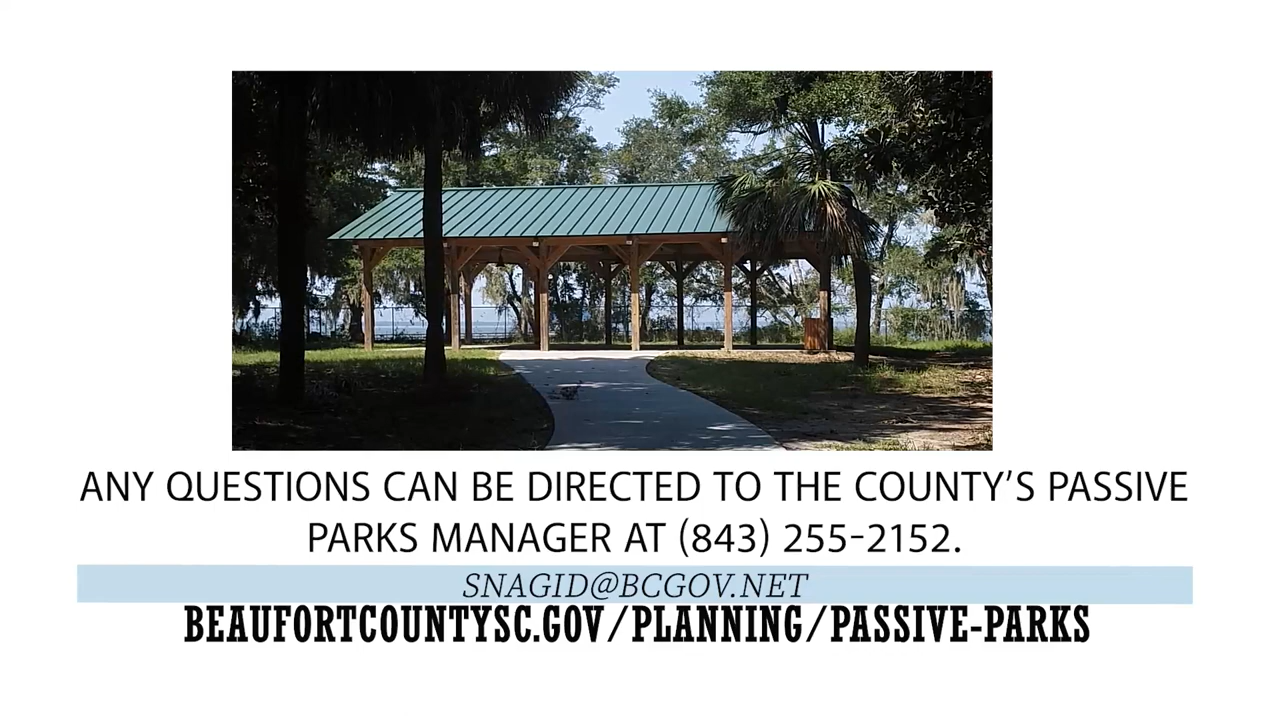 ANY QUESTIONS CAN BE DIRECTED TO THE COUNTY’S PASSIVE
PARKS MANAGER AT (843) 255-2152.
SNAGID@BCGOV.NET
BEAUFORTCOUNTYSC.GOV/PLANNING/PASSIVE-PARKS